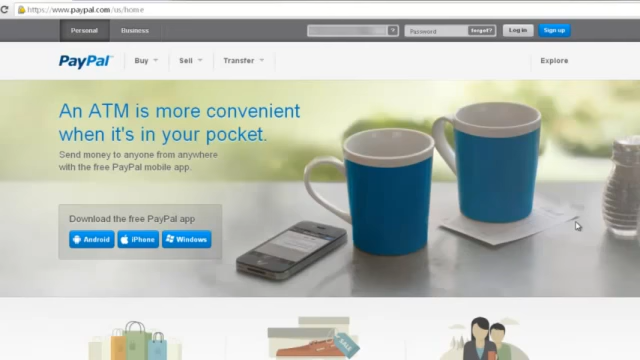 https://www.paypal.com/us/home
Personal Business ? Password forgot? Log in Sign up
PayPal Buy Sell Transfer Explore
An ATM is more convenient
when it's in your pocket.
Send money to anyone from anywhere
with the free PayPal mobile app.
Download the free PayPal app
Android iPhone Windows
SALE